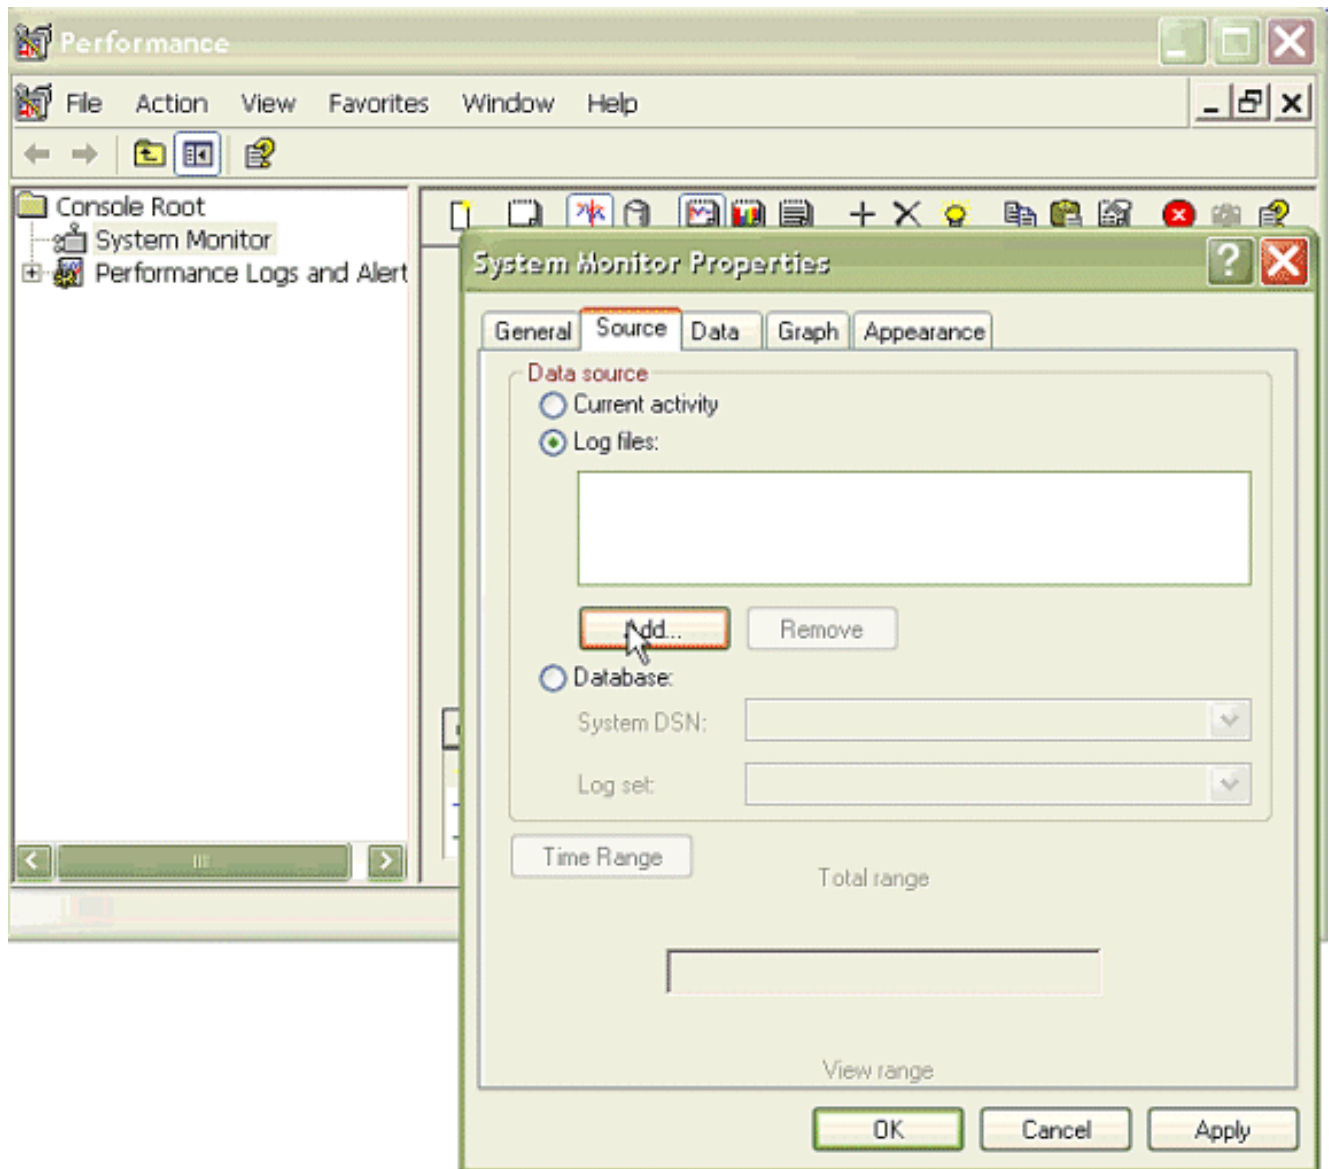 Performance
File Action View Favorites Window Help
Console Root
System Monitor
Performance Logs and Alert
System Monitor Properties
General Source Data Graph Appearance
Data source
Current activity
Log files:
Add... Remove
Database:
System DSN:
Log set:
Time Range
Total range
View range
OK Cancel Apply